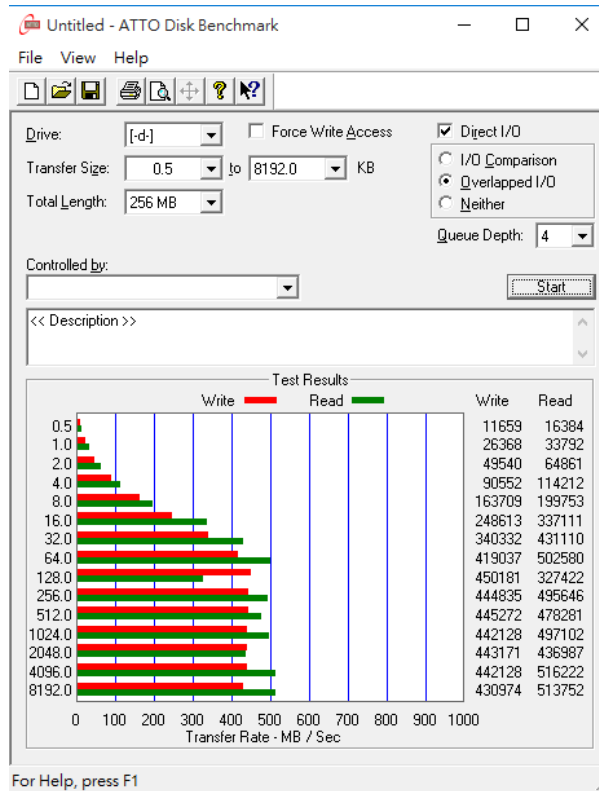 Untitled - ATTO Disk Benchmark
File View Help
Drive: [-d-] Force Write Access Direct I/O
Transfer Size: 0.5 to 8192.0 KB I/O Comparison
Overlapped I/O
Total Length: 256 MB Neither
Queue Depth: 4
Controlled by:
Start
<< Description >>
Test Results
Write Read Write Read
0.5 11659 16384
1.0 26368 33792
2.0 49540 64861
4.0 90552 114212
8.0 163709 199753
16.0 248613 337111
32.0 340332 431110
64.0 419037 502580
128.0 450181 327422
256.0 444835 495646
512.0 445272 478281
1024.0 442128 497102
2048.0 443171 436987
4096.0 442128 516222
8192.0 430974 513752
0 100 200 300 400 500 600 700 800 900 1000
Transfer Rate - MB / Sec
For Help, press F1